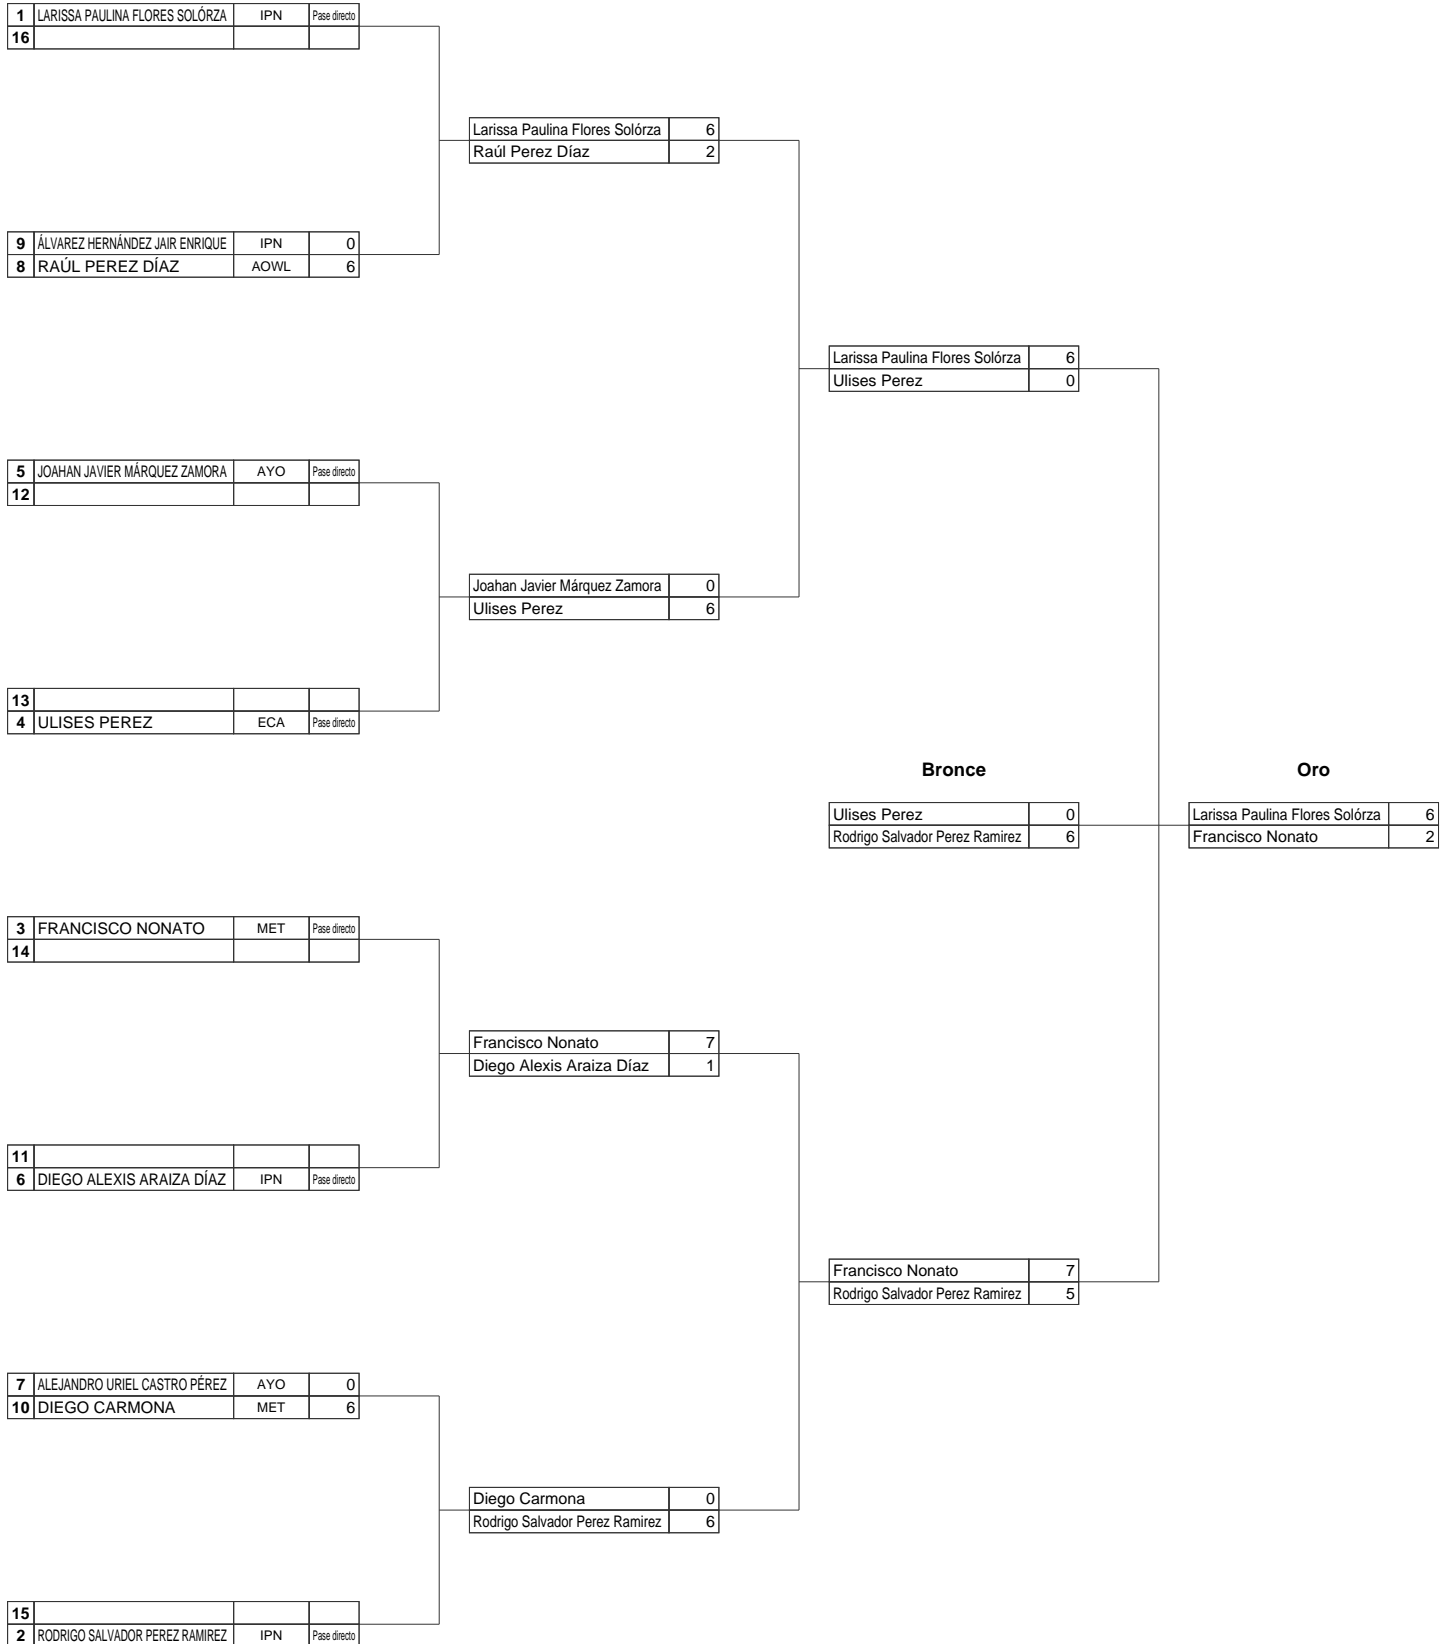 1 LARISSA PAULINA FLORES SOLÓRZA IPN Pase directo
16
Larissa Paulina Flores Solórza 6
Raúl Perez Díaz 2
9 ÁLVAREZ HERNÁNDEZ JAIR ENRIQUE IPN 0
8 RAÚL PEREZ DÍAZ AOWL 6
Larissa Paulina Flores Solórza 6
Ulises Perez 0
5 JOAHAN JAVIER MÁRQUEZ ZAMORA AYO Pase directo
12
Joahan Javier Márquez Zamora 0
Ulises Perez 6
13
4 ULISES PEREZ ECA Pase directo
Bronce Oro
Ulises Perez 0 Larissa Paulina Flores Solórza 6
Rodrigo Salvador Perez Ramirez 6 Francisco Nonato 2
3 FRANCISCO NONATO MET Pase directo
14
Francisco Nonato 7
Diego Alexis Araiza Díaz 1
11
6 DIEGO ALEXIS ARAIZA DÍAZ IPN Pase directo
Francisco Nonato 7
Rodrigo Salvador Perez Ramirez 5
7 ALEJANDRO URIEL CASTRO PÉREZ AYO 0
10 DIEGO CARMONA MET 6
Diego Carmona 0
Rodrigo Salvador Perez Ramirez 6
15
2 RODRIGO SALVADOR PEREZ RAMIREZ IPN Pase directo